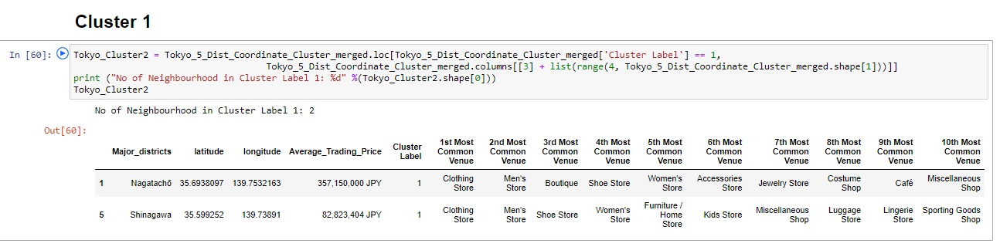 Cluster 1
In [60]:
Tokyo_Cluster2 = Tokyo_5_Dist_Coordinate_Cluster_merged.loc[Tokyo_5_Dist_Coordinate_Cluster_merged['Cluster Label'] == 1,
Tokyo_5_Dist_Coordinate_Cluster_merged.columns[[3] + list(range(4, Tokyo_5_Dist_Coordinate_Cluster_merged.shape[1]))]]
print ("No of Neighbourhood in Cluster Label 1: %d" %(Tokyo_Cluster2.shape[0]))
Tokyo_Cluster2
No of Neighbourhood in Cluster Label 1: 2
Out[60]:
Major_districts latitude longitude Average_Trading_Price Cluster Label 1st Most Common Venue 2nd Most Common Venue 3rd Most Common Venue 4th Most Common Venue 5th Most Common Venue 6th Most Common Venue 7th Most Common Venue 8th Most Common Venue 9th Most Common Venue 10th Most Common Venue
1 Nagatachō 35.6938097 139.7532163 357,150,000 JPY 1 Clothing Store Men's Store Boutique Shoe Store Women's Store Accessories Store Jewelry Store Costume Shop Café Miscellaneous Shop
5 Shinagawa 35.599252 139.73891 82,823,404 JPY 1 Clothing Store Men's Store Shoe Store Women's Store Furniture / Home Store Kids Store Miscellaneous Shop Luggage Store Lingerie Store Sporting Goods Shop